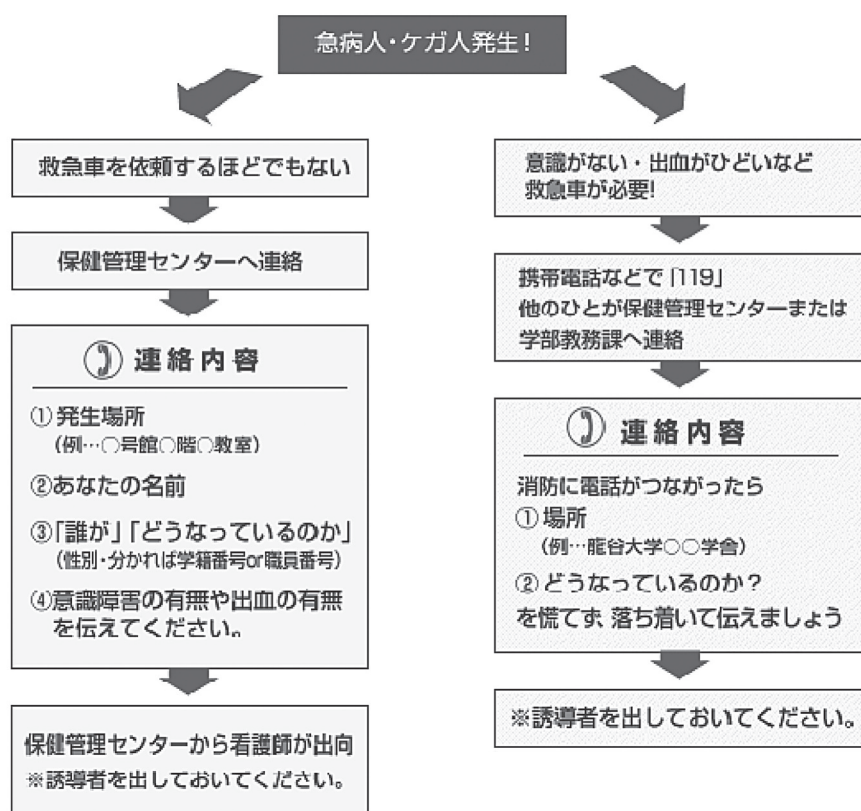 急病人・ケガ人発生!
救急車を依頼するほどでもない
保健管理センターへ連絡
連絡内容
①発生場所
(例…○号館○階○教室)
②あなたの名前
③「誰が」「どうなっているのか」
(性別・分かれば学籍番号or職員番号)
④意識障害の有無や出血の有無
を伝えてください。
保健管理センターから看護師が出向
※誘導者を出しておいてください。
意識がない・出血がひどいなど
救急車が必要!
携帯電話などで「119」
他のひとが保健管理センターまたは
学部教務課へ連絡
連絡内容
消防に電話がつながったら
①場所
(例…龍谷大学○○学舎)
②どうなっているのか?
を慌てず、落ち着いて伝えましょう
※誘導者を出しておいてください。